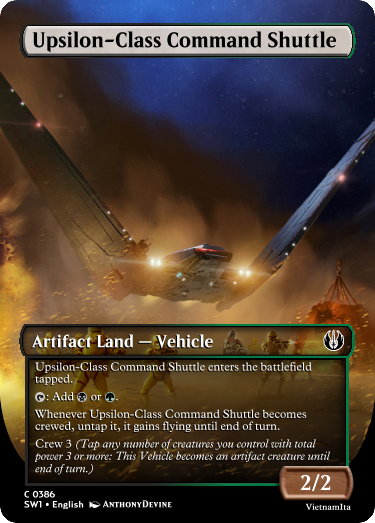 Upsilon-Class Command Shuttle
Artifact Land — Vehicle
Upsilon-Class Command Shuttle enters the battlefield
tapped.
: Add or .
Whenever Upsilon-Class Command Shuttle becomes
crewed, untap it, it gains flying until end of turn.
Crew 3 (Tap any number of creatures you control with total
power 3 or more: This Vehicle becomes an artifact creature until
end of turn.)
2/2
C 0386
SW1 • English AnthonyDevine
VietnamIta